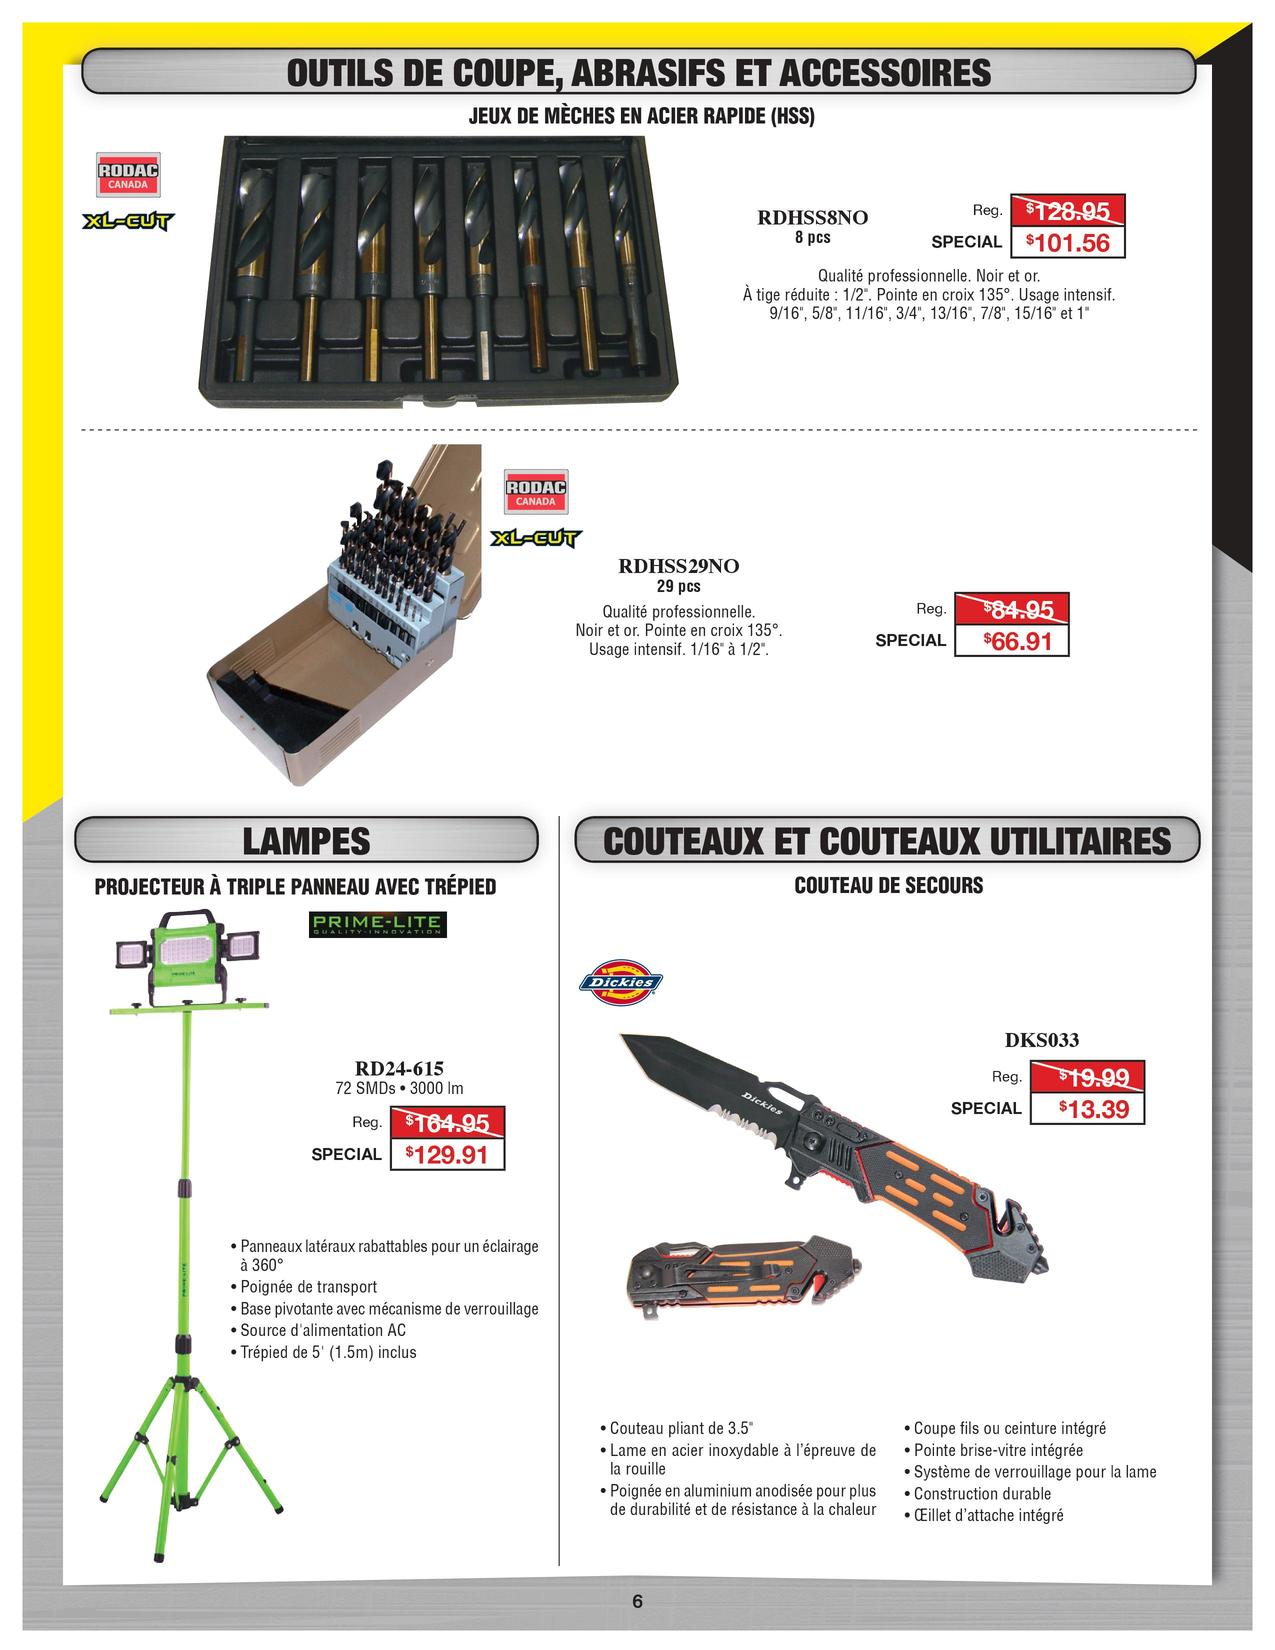 OUTILS DE COUPE, ABRASIFS ET ACCESSOIRES
JEUX DE MÈCHES EN ACIER RAPIDE (HSS)
RODAC
CANADA
XL-CUT
RDHSS8NO
8 pcs
Reg. $128.95
SPECIAL $101.56
Qualité professionnelle. Noir et or.
À tige réduite : 1/2". Pointe en croix 135°. Usage intensif.
9/16", 5/8", 11/16", 3/4", 13/16", 7/8", 15/16" et 1"
RODAC
CANADA
XL-CUT
RDHSS29NO
29 pcs
Qualité professionnelle.
Noir et or. Pointe en croix 135°.
Usage intensif. 1/16" à 1/2".
Reg. $84.95
SPECIAL $66.91
LAMPES
PROJECTEUR À TRIPLE PANNEAU AVEC TRÉPIED
PRIME-LITE
QUALITY-INNOVATION
PRIME-LITE
RD24-615
72 SMDs • 3000 lm
Reg. $164.95
SPECIAL $129.91
PRIME-LITE
• Panneaux latéraux rabattables pour un éclairage
à 360°
• Poignée de transport
• Base pivotante avec mécanisme de verrouillage
• Source d'alimentation AC
• Trépied de 5' (1.5m) inclus
COUTEAUX ET COUTEAUX UTILITAIRES
COUTEAU DE SECOURS
Dickies
Dickies
DKS033
Reg. $19.99
SPECIAL $13.39
• Couteau pliant de 3.5"
• Lame en acier inoxydable à l'épreuve de
la rouille
• Poignée en aluminium anodisée pour plus
de durabilité et de résistance à la chaleur
• Coupe fils ou ceinture intégré
• Pointe brise-vitre intégrée
• Système de verrouillage pour la lame
• Construction durable
• Œillet d'attache intégré
6